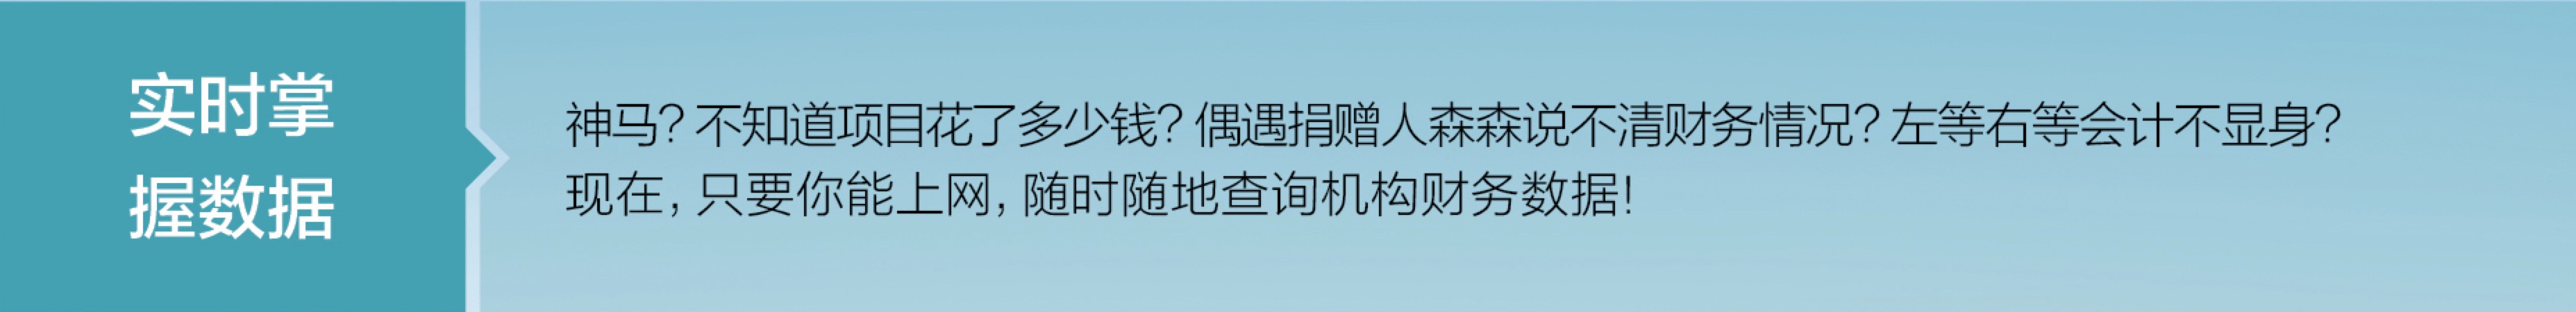 实时掌
握数据
神马？不知道项目花了多少钱？偶遇捐赠人森森说不清财务情况？左等右等会计不显身？
现在，只要你能上网，随时随地查询机构财务数据！